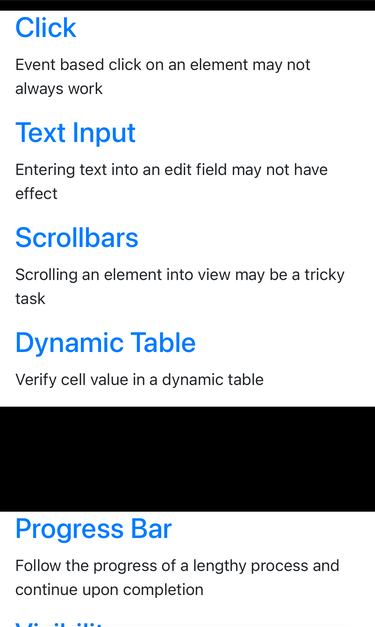 Click
Event based click on an element may not
always work
Text Input
Entering text into an edit field may not have
effect
Scrollbars
Scrolling an element into view may be a tricky
task
Dynamic Table
Verify cell value in a dynamic table
Progress Bar
Follow the progress of a lengthy process and
continue upon completion